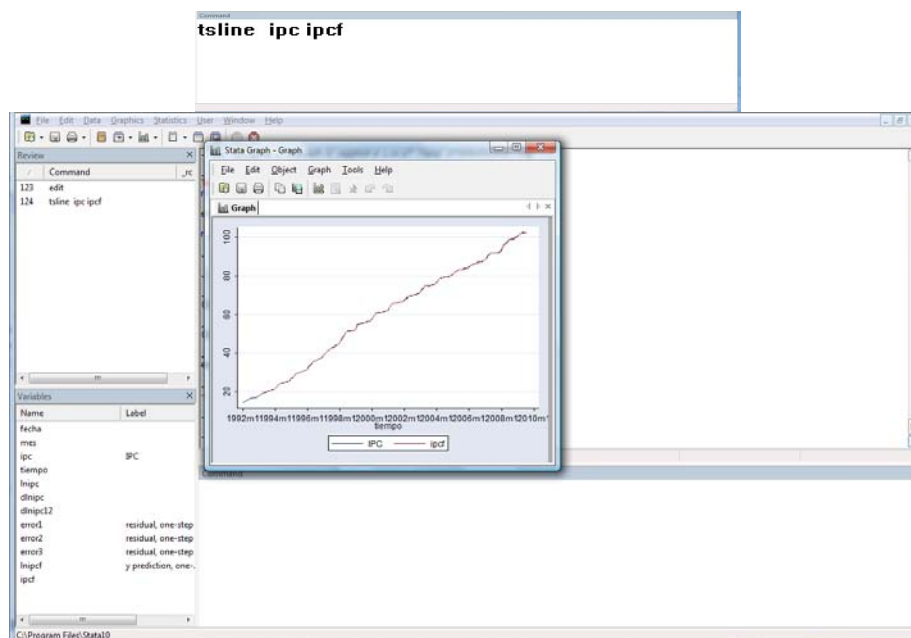 Command
tsline ipc ipcf
File Edit Data Graphics Statistics User Window Help
Review
Command _rc
123 edit
124 tsline ipc ipcf
Stata Graph - Graph
File Edit Object Graph Tools Help
Graph
100
80
60
40
20
1992m11994m11996m11998m12000m12002m12004m12006m12008m12010m1
tiempo
IPC ipcf
Variables
Name Label
fecha
mes
ipc IPC
tiempo
lnipc
dlnipc
dlnipc12
error1 residual, one-step
error2 residual, one-step
error3 residual, one-step
lnipcf y prediction, one-.
ipcf
Command
C:\Program Files\Stata10